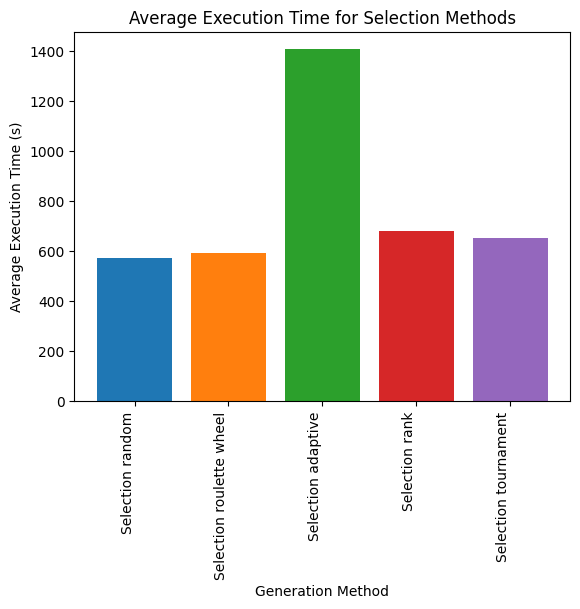 Average Execution Time for Selection Methods
Average Execution Time (s)
1400
1200
1000
800
600
400
200
0
Selection random
Selection roulette wheel
Selection adaptive
Selection rank
Selection tournament
Generation Method